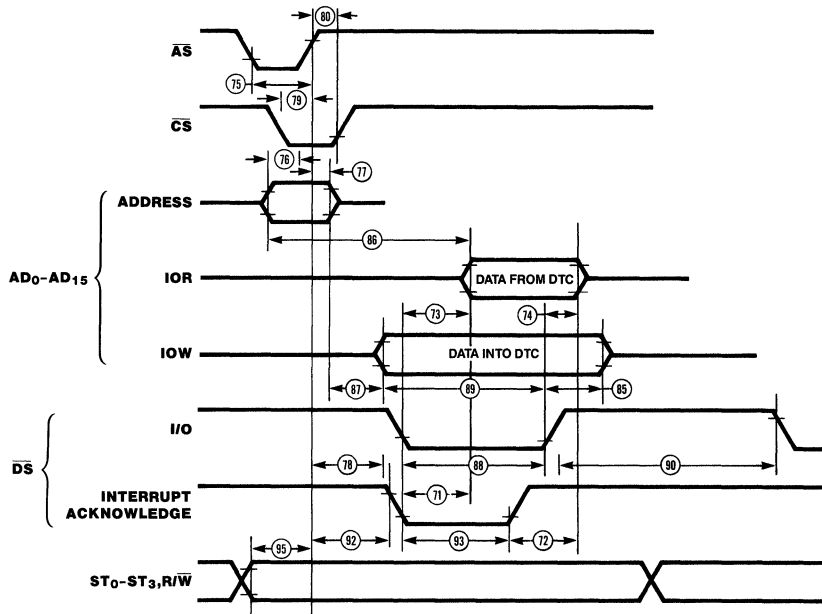 80
AS
75
79
CS
76
77
ADDRESS
86
AD0-AD15
IOR
DATA FROM DTC
73
74
IOW
DATA INTO DTC
87
89
85
I/O
DS
78
88
90
71
INTERRUPT
ACKNOWLEDGE
95
92
93
72
ST0-ST3,R/W